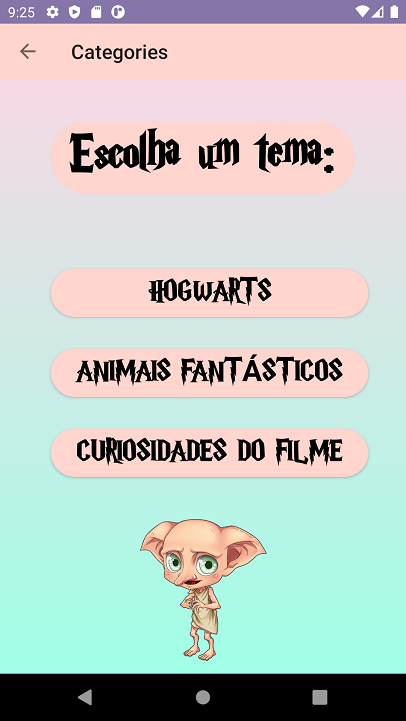 9:25
Categories
Escolha um tema:
HOGWARTS
ANIMAIS FANTÁSTICOS
CURIOSIDADES DO FILME